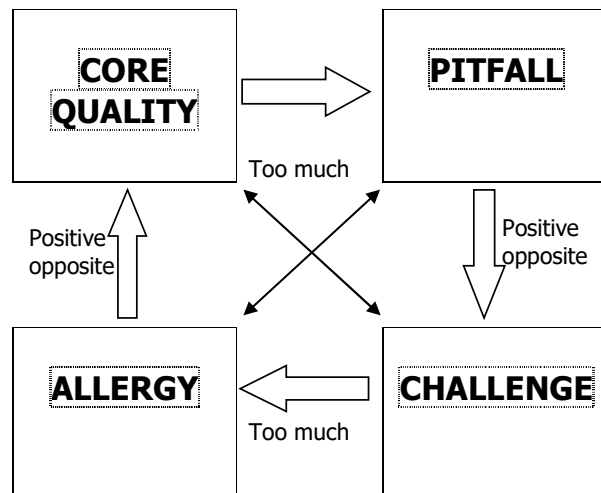 CORE
QUALITY
PITFALL
Too much
Positive
opposite
Positive
opposite
ALLERGY
CHALLENGE
Too much